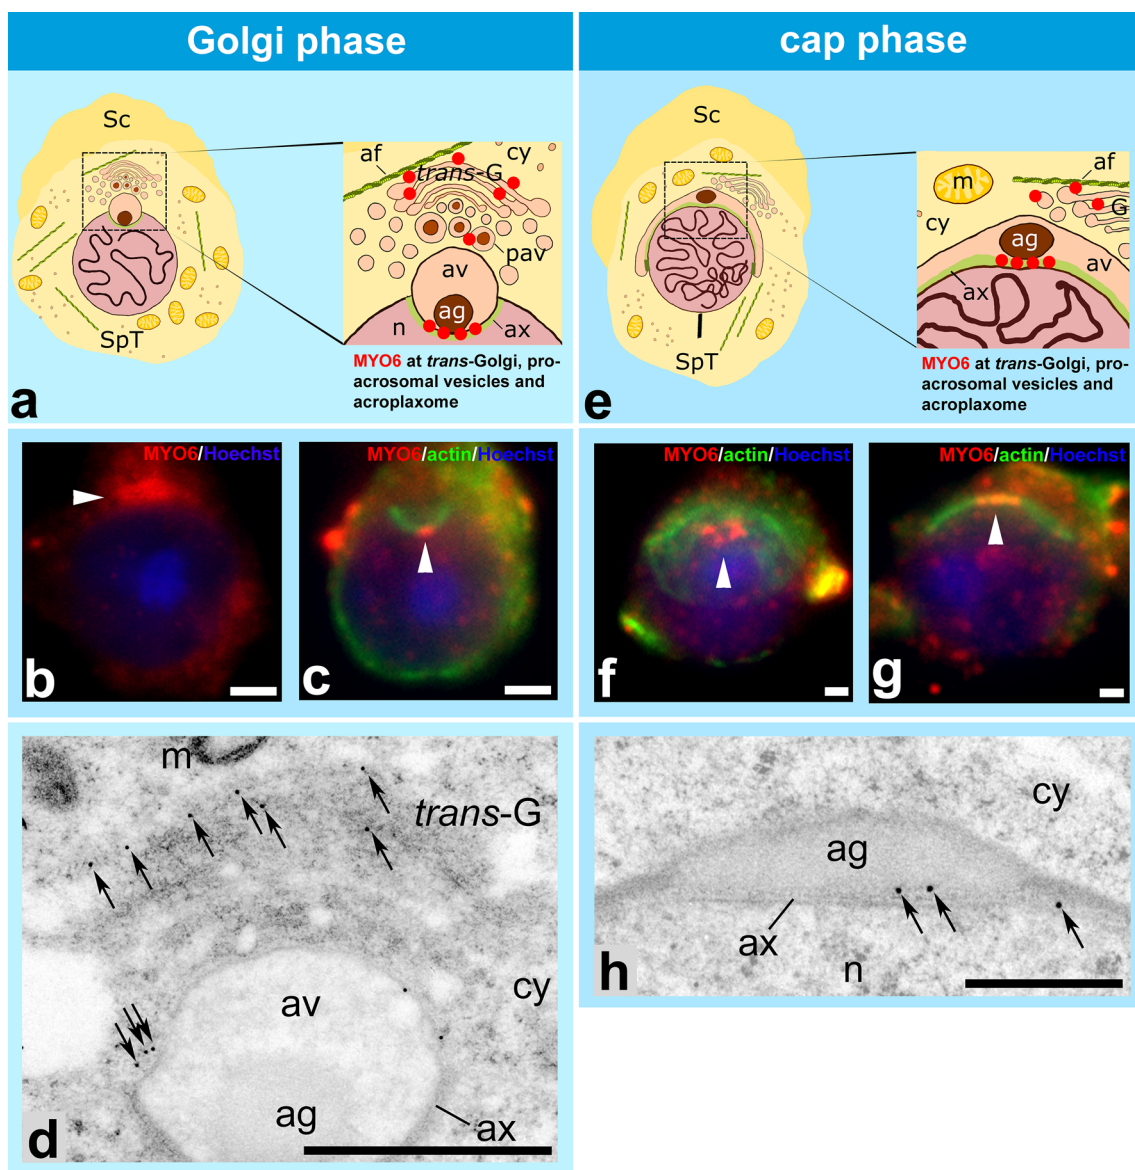 Golgi phase
Sc
SpT
af
trans-G
cy
pav
av
ag
n
ax
MYO6 at trans-Golgi, pro-
acrosomal vesicles and
acroplaxome
a
cap phase
Sc
SpT
m
af
G
cy
ag
av
ax
MYO6 at trans-Golgi, pro-
acrosomal vesicles and
acroplaxome
e
MYO6/Hoechst
b
MYO6/actin/Hoechst
c
MYO6/actin/Hoechst
f
MYO6/actin/Hoechst
g
m
trans-G
cy
av
ag
ax
d
cy
ag
ax
n
h